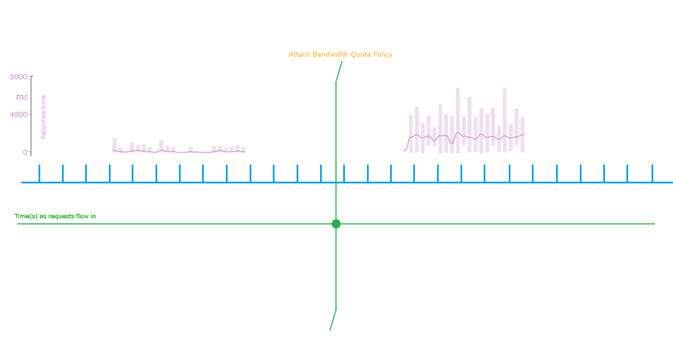 Attach Bandwidth Quota Policy
8000
ms
4000
0
Response time
Time(s) as requests flow in